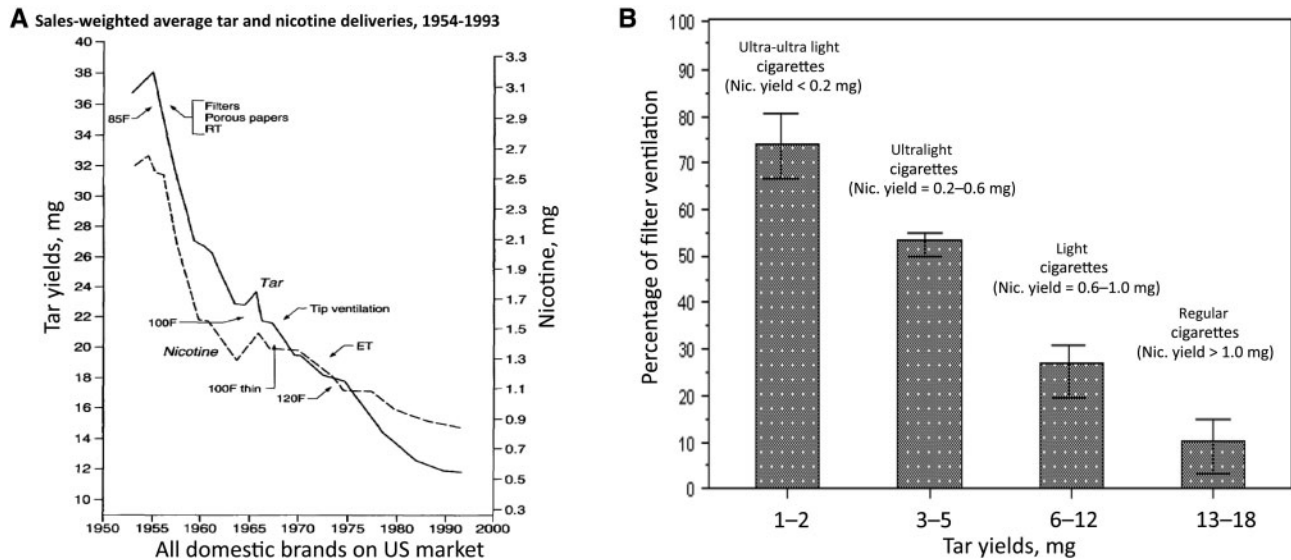 A Sales-weighted average tar and nicotine deliveries, 1954-1993
Tar yields, mg
40
38
36
34
32
30
28
26
24
22
20
18
16
14
12
10
85F
Filters
Porous papers
RT
Tar
100F
Tip ventilation
Nicotine
ET
100F thin
120F
3.3
3.1
2.9
2.7
2.5
2.3
2.1
1.9
1.7
1.5
1.3
1.1
0.9
0.7
0.5
0.3
Nicotine, mg
1950 1955 1960 1965 1970 1975 1980 1990 2000
All domestic brands on US market
B
Percentage of filter ventilation
100
90
80
70
60
50
40
30
20
10
0
Ultra-ultra light
cigarettes
(Nic. yield < 0.2 mg)
Ultralight
cigarettes
(Nic. yield = 0.2–0.6 mg)
Light
cigarettes
(Nic. yield = 0.6–1.0 mg)
Regular
cigarettes
(Nic. yield > 1.0 mg)
1–2 3–5 6–12 13–18
Tar yields, mg